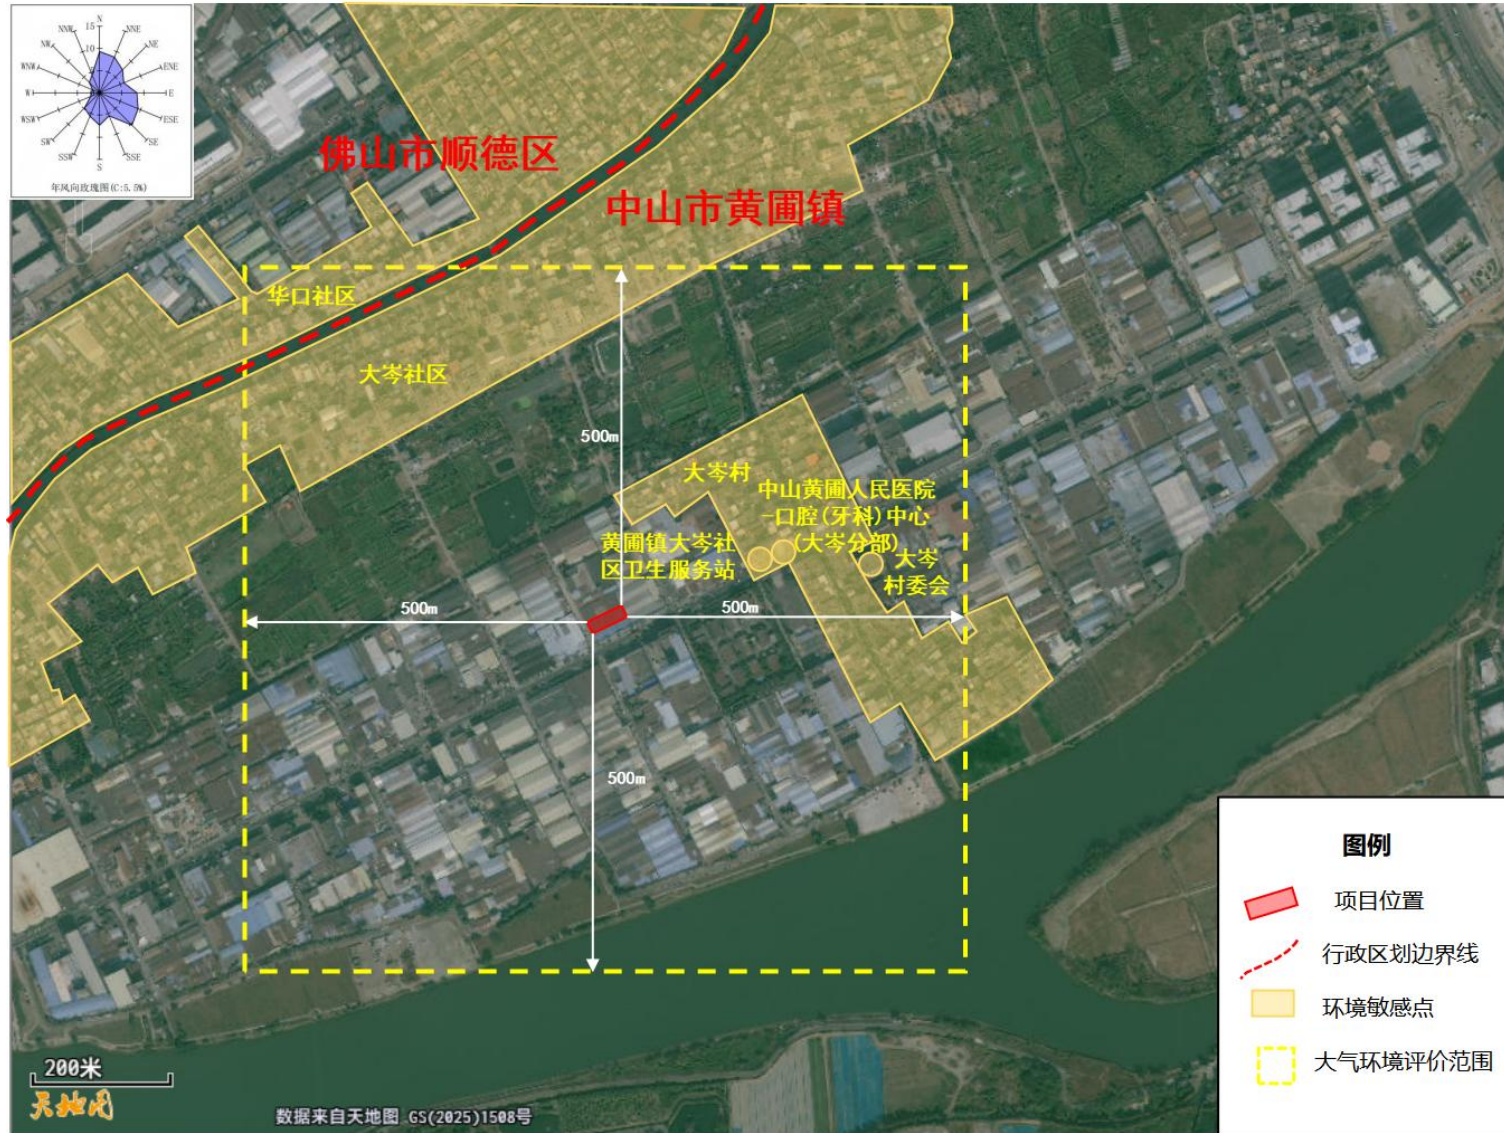 N
NNE
NE
ENE
E
ESE
SE
SSE
S
SSW
SW
WSW
W
WNW
NW
NNW
15
10
年风向玫瑰图(C:5.5%)
佛山市顺德区
中山市黄圃镇
华口社区
大岑社区
500m
大岑村
中山黄圃人民医院
-口腔(牙科)中心
(大岑分部)
黄圃镇大岑社
区卫生服务站
大岑
村委会
500m
500m
500m
图例
项目位置
行政区划边界线
环境敏感点
大气环境评价范围
200米
天地图
数据来自天地图 GS(2025)1508号